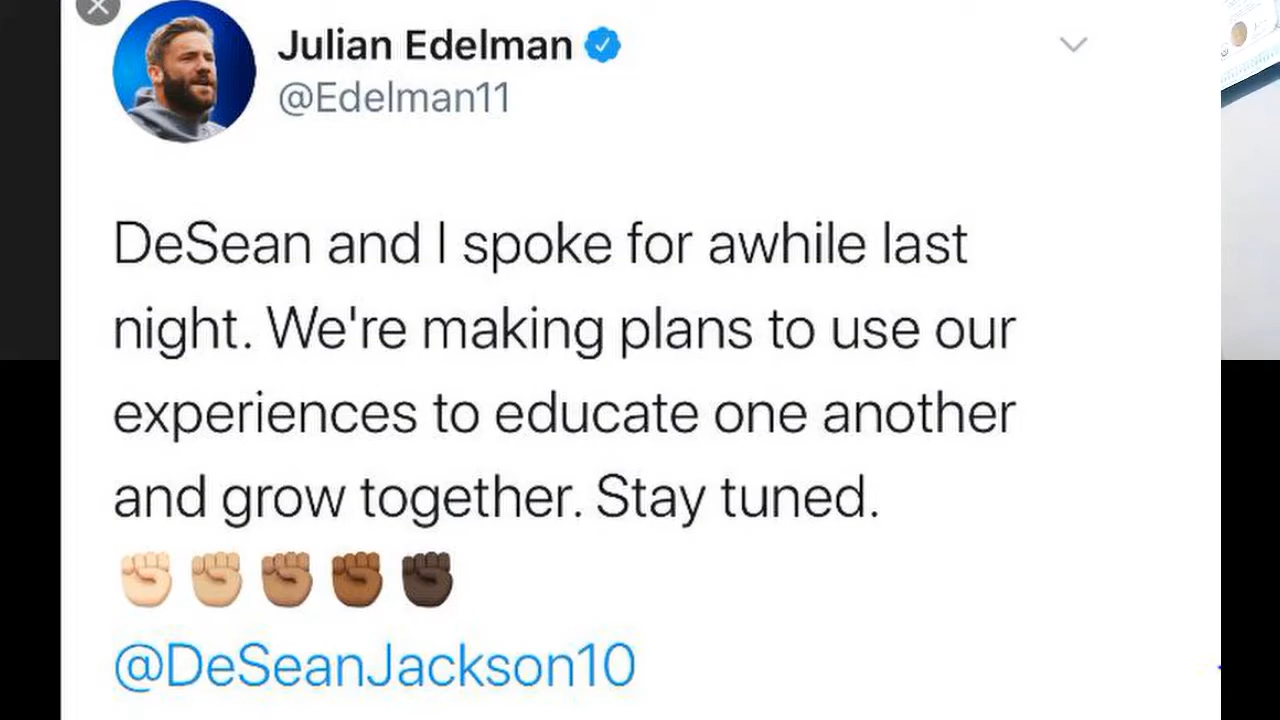 Julian Edelman
@Edelman11
DeSean and I spoke for awhile last
night. We're making plans to use our
experiences to educate one another
and grow together. Stay tuned.
✊🏻✊🏼✊🏽✊🏾✊🏿
@DeSeanJackson10